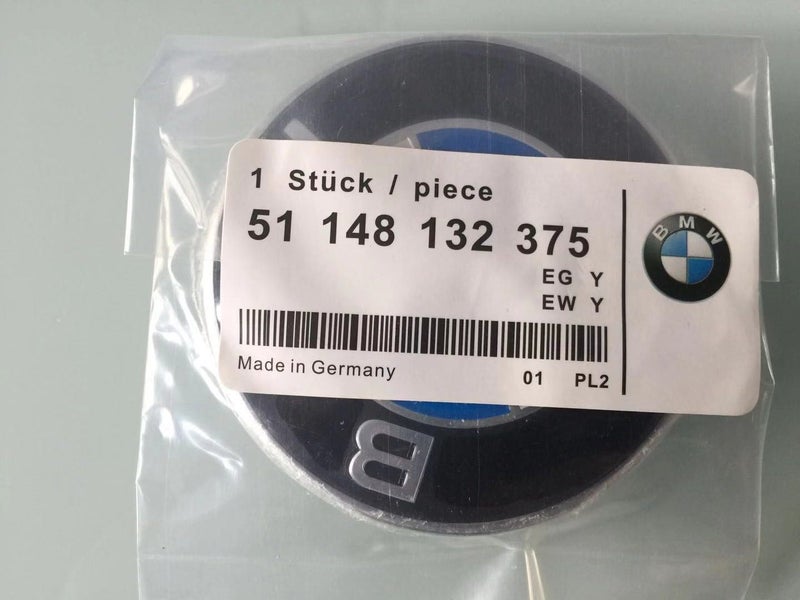 1 Stück / piece
51 148 132 375
EG Y
EW Y
BMW
Made in Germany
01 PL2
B